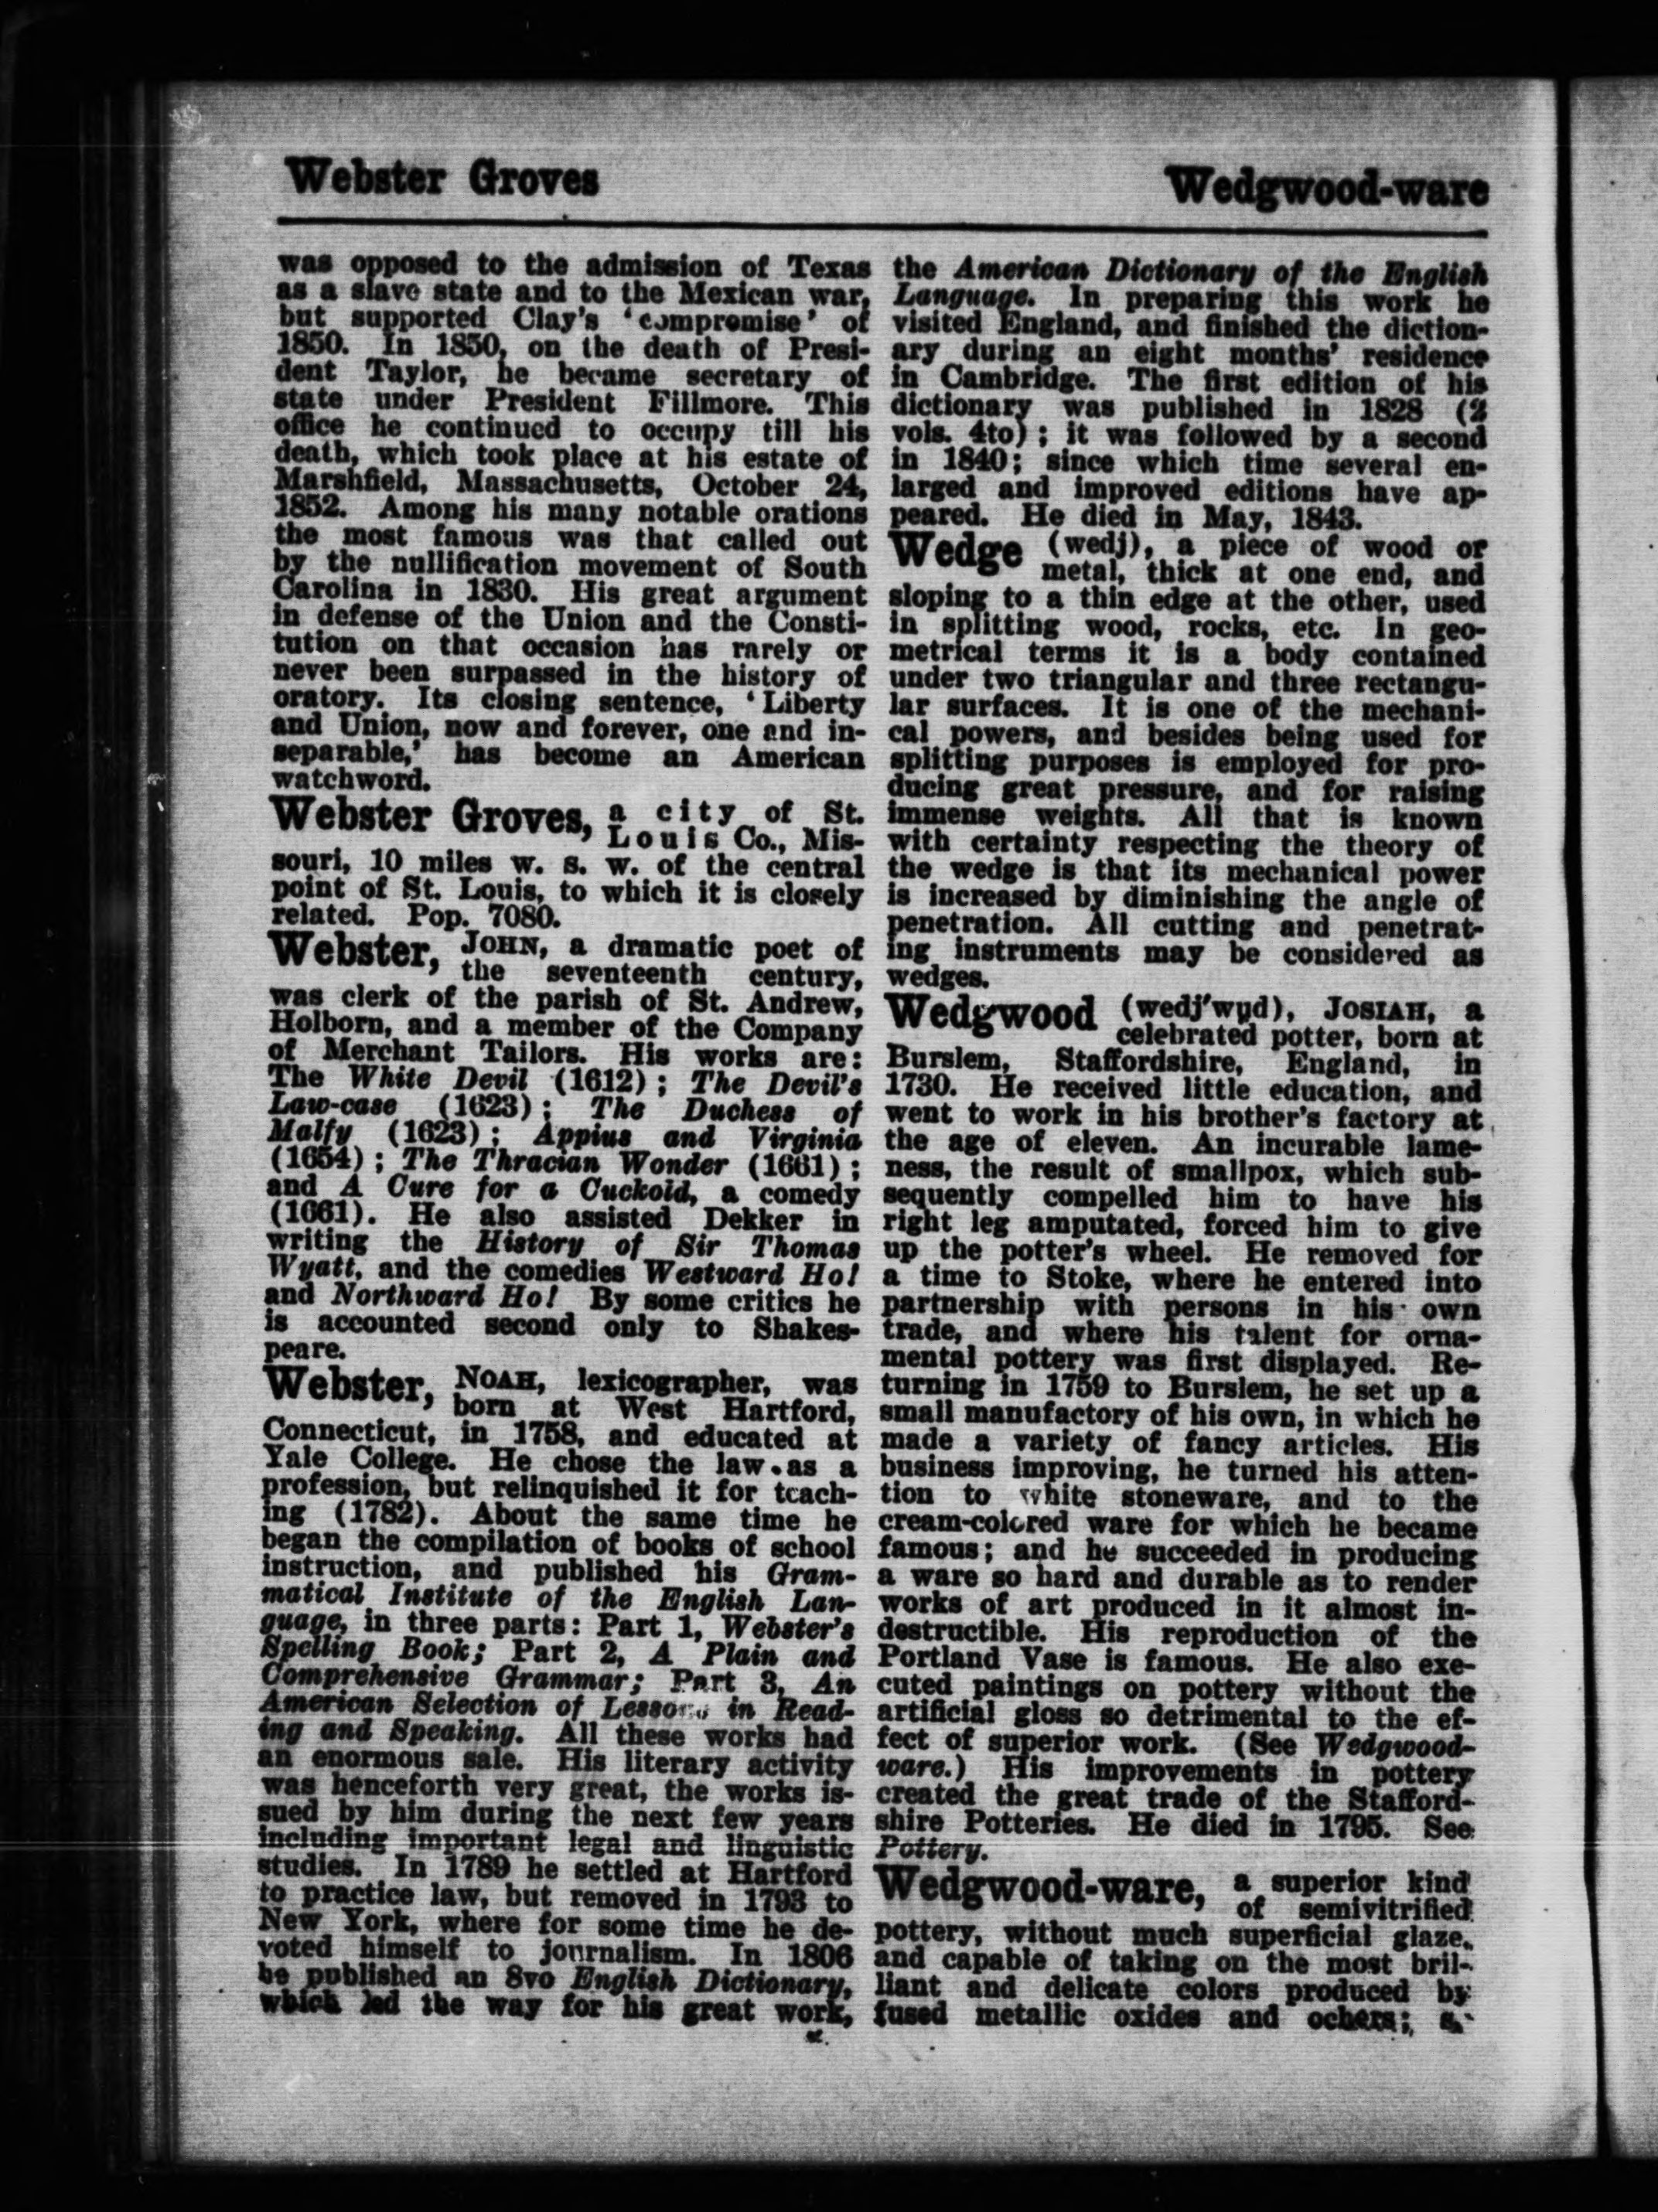 Webster Groves
Wedgwood-ware
was opposed to the admission of Texas
as a slave state and to the Mexican war,
but supported Clay's ‘compromise’ of
1850. In 1850, on the death of Presi-
dent Taylor, he became secretary of
state under President Fillmore. This
office he continued to occupy till his
death, which took place at his estate of
Marshfield, Massachusetts, October 24,
1852. Among his many notable orations
the most famous was that called out
by the nullification movement of South
Carolina in 1830. His great argument
in defense of the Union and the Consti-
tution on that occasion has rarely or
never been surpassed in the history of
oratory. Its closing sentence, ‘Liberty
and Union, now and forever, one and in-
separable,’ has become an American
watchword.
Webster Groves, a city of St.
Louis Co., Mis-
souri, 10 miles w. s. w. of the central
point of St. Louis, to which it is closely
related. Pop. 7080.
Webster, JOHN, a dramatic poet of
the seventeenth century,
was clerk of the parish of St. Andrew,
Holborn, and a member of the Company
of Merchant Tailors. His works are:
The White Devil (1612); The Devil's
Law-case (1623); The Duchess of
Malfy (1623); Appius and Virginia
(1654); The Thracian Wonder (1661);
and A Cure for a Cuckold, a comedy
(1661). He also assisted Dekker in
writing the History of Sir Thomas
Wyatt, and the comedies Westward Ho!
and Northward Ho! By some critics he
is accounted second only to Shakes-
peare.
Webster, NOAH, lexicographer, was
born at West Hartford,
Connecticut, in 1758, and educated at
Yale College. He chose the law as a
profession, but relinquished it for teach-
ing (1782). About the same time he
began the compilation of books of school
instruction, and published his Gram-
matical Institute of the English Lan-
guage, in three parts: Part 1, Webster's
Spelling Book; Part 2, A Plain and
Comprehensive Grammar; Part 3, An
American Selection of Lessons in Read-
ing and Speaking. All these works had
an enormous sale. His literary activity
was henceforth very great, the works is-
sued by him during the next few years
including important legal and linguistic
studies. In 1789 he settled at Hartford
to practice law, but removed in 1793 to
New York, where for some time he de-
voted himself to journalism. In 1806
he published an 8vo English Dictionary,
which led the way for his great work,
the American Dictionary of the English
Language. In preparing this work he
visited England, and finished the diction-
ary during an eight months' residence
in Cambridge. The first edition of his
dictionary was published in 1828 (2
vols. 4to); it was followed by a second
in 1840; since which time several en-
larged and improved editions have ap-
peared. He died in May, 1843.
Wedge (wedj), a piece of wood or
metal, thick at one end, and
sloping to a thin edge at the other, used
in splitting wood, rocks, etc. In geo-
metrical terms it is a body contained
under two triangular and three rectangu-
lar surfaces. It is one of the mechani-
cal powers, and besides being used for
splitting purposes is employed for pro-
ducing great pressure, and for raising
immense weights. All that is known
with certainty respecting the theory of
the wedge is that its mechanical power
is increased by diminishing the angle of
penetration. All cutting and penetrat-
ing instruments may be considered as
wedges.
Wedgwood (wedj'wụd), JOSIAH, a
celebrated potter, born at
Burslem, Staffordshire, England, in
1730. He received little education, and
went to work in his brother's factory at
the age of eleven. An incurable lame-
ness, the result of smallpox, which sub-
sequently compelled him to have his
right leg amputated, forced him to give
up the potter's wheel. He removed for
a time to Stoke, where he entered into
partnership with persons in his own
trade, and where his talent for orna-
mental pottery was first displayed. Re-
turning in 1759 to Burslem, he set up a
small manufactory of his own, in which he
made a variety of fancy articles. His
business improving, he turned his atten-
tion to white stoneware, and to the
cream-colored ware for which he became
famous; and he succeeded in producing
a ware so hard and durable as to render
works of art produced in it almost in-
destructible. His reproduction of the
Portland Vase is famous. He also exe-
cuted paintings on pottery without the
artificial gloss so detrimental to the ef-
fect of superior work. (See Wedgwood-
ware.) His improvements in pottery
created the great trade of the Stafford-
shire Potteries. He died in 1795. See
Pottery.
Wedgwood-ware, a superior kind
of semivitrified
pottery, without much superficial glaze,
and capable of taking on the most bril-
liant and delicate colors produced by
fused metallic oxides and ochers; a